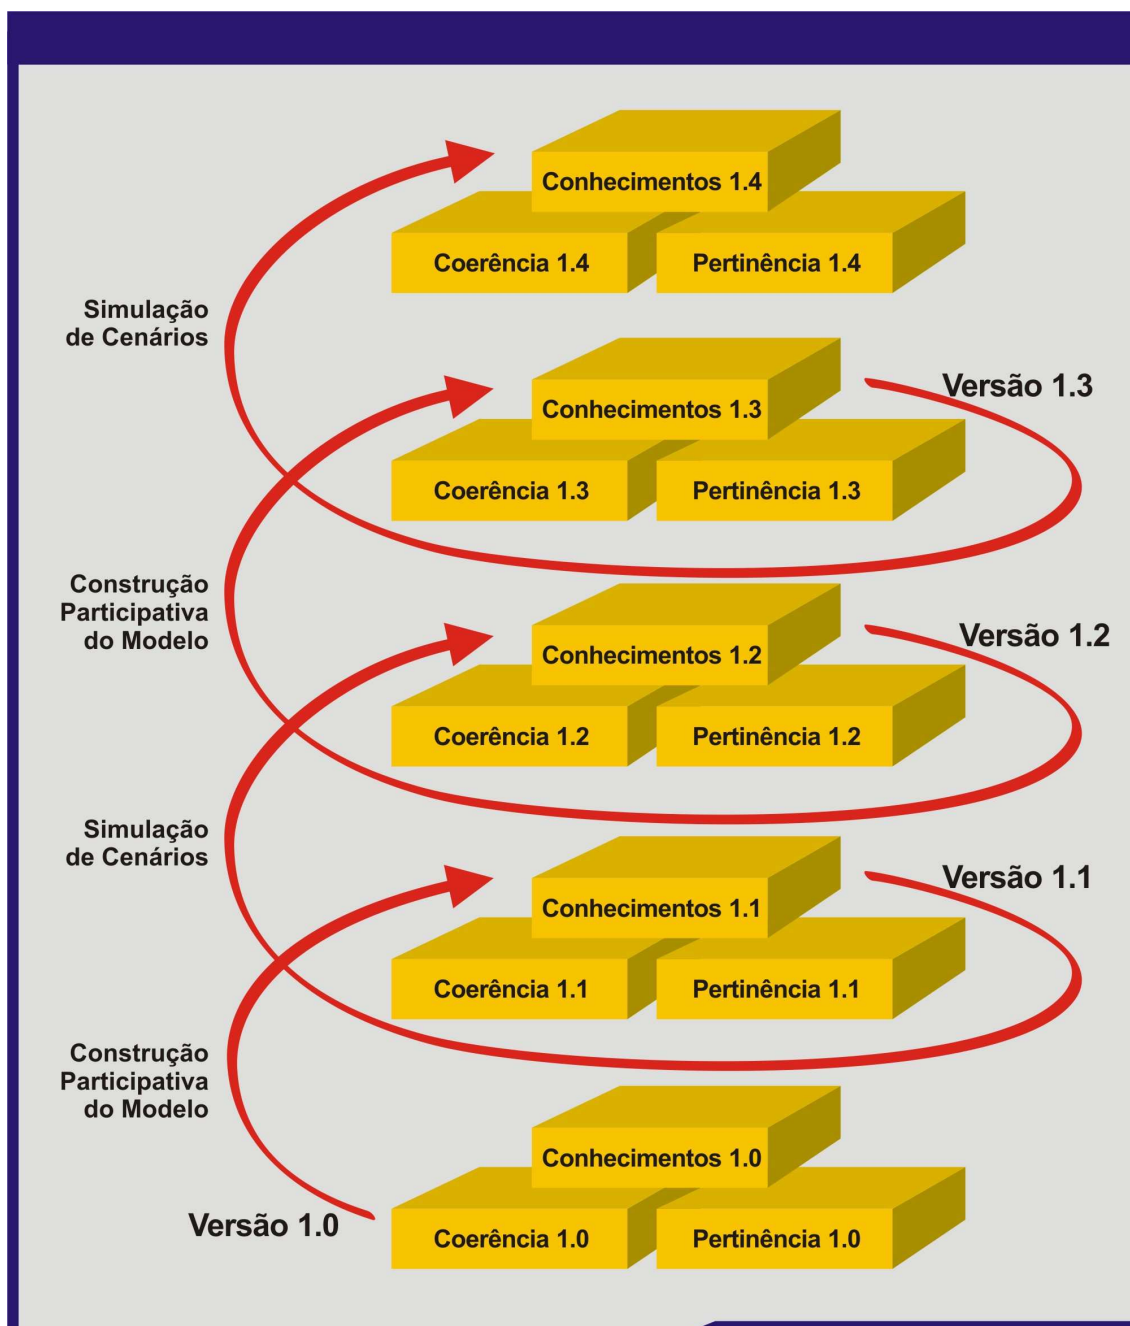 Conhecimentos 1.4
Coerência 1.4
Pertinência 1.4
Simulação
de Cenários
Conhecimentos 1.3
Versão 1.3
Coerência 1.3
Pertinência 1.3
Construção
Participativa
do Modelo
Conhecimentos 1.2
Versão 1.2
Coerência 1.2
Pertinência 1.2
Simulação
de Cenários
Conhecimentos 1.1
Versão 1.1
Coerência 1.1
Pertinência 1.1
Construção
Participativa
do Modelo
Conhecimentos 1.0
Versão 1.0
Coerência 1.0
Pertinência 1.0